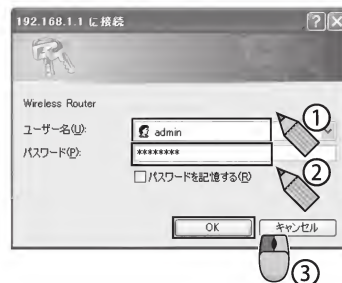 192.168.1.1 に接続
Wireless Router
ユーザー名(U):
admin
①
パスワード(P):
********
②
パスワードを記憶する(R)
OK
キャンセル
③